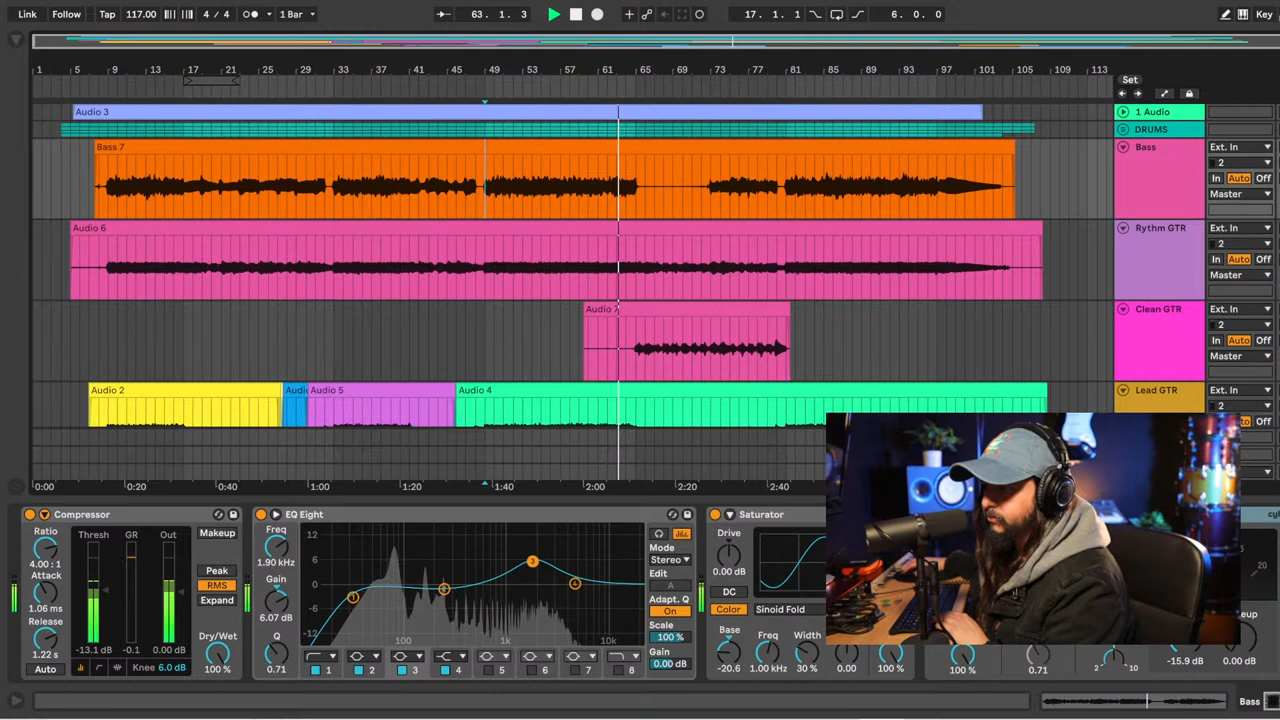 Link Follow Tap 117.00 4 / 4 1 Bar 63. 1. 3 17. 1. 1 6. 0. 0 Key
1 5 9 13 17 21 25 29 33 37 41 45 49 53 57 61 65 69 73 77 81 85 89 93 97 101 105 109 113
Set
Audio 3 1 Audio
DRUMS
Bass 7 Bass Ext. In
2
In Auto Off
Master
Audio 6 Rythm GTR Ext. In
2
In Auto Off
Master
Audio 7 Clean GTR Ext. In
2
In Auto Off
Master
Audio 2 Audio 5 Audio 4 Lead GTR Ext. In
2
Off
0:00 0:20 0:40 1:00 1:20 1:40 2:00 2:20 2:40
Compressor
Ratio
4.00 : 1
Attack
1.06 ms
Release
1.22 s
Auto
Thresh GR Out
-13.1 dB -0.1 0.00 dB
Knee 6.0 dB
Makeup
Peak
RMS
Expand
Dry/Wet
100 %
EQ Eight
Freq
1.90 kHz
Gain
6.07 dB
Q
0.71
12
6
0
-6
-12
100 1k 10k
1 2 3 4
1 2 3 4 5 6 7 8
Mode
Stereo
Edit
A
Adapt. Q
On
Scale
100 %
Gain
0.00 dB
Saturator
Drive
0.00 dB
DC
Color Sinoid Fold
Base Freq Width
-20.6 1.00 kHz 30 % 0.00 100 %
100 % 0.71 10 -15.9 dB 0.00 dB
20
Bass